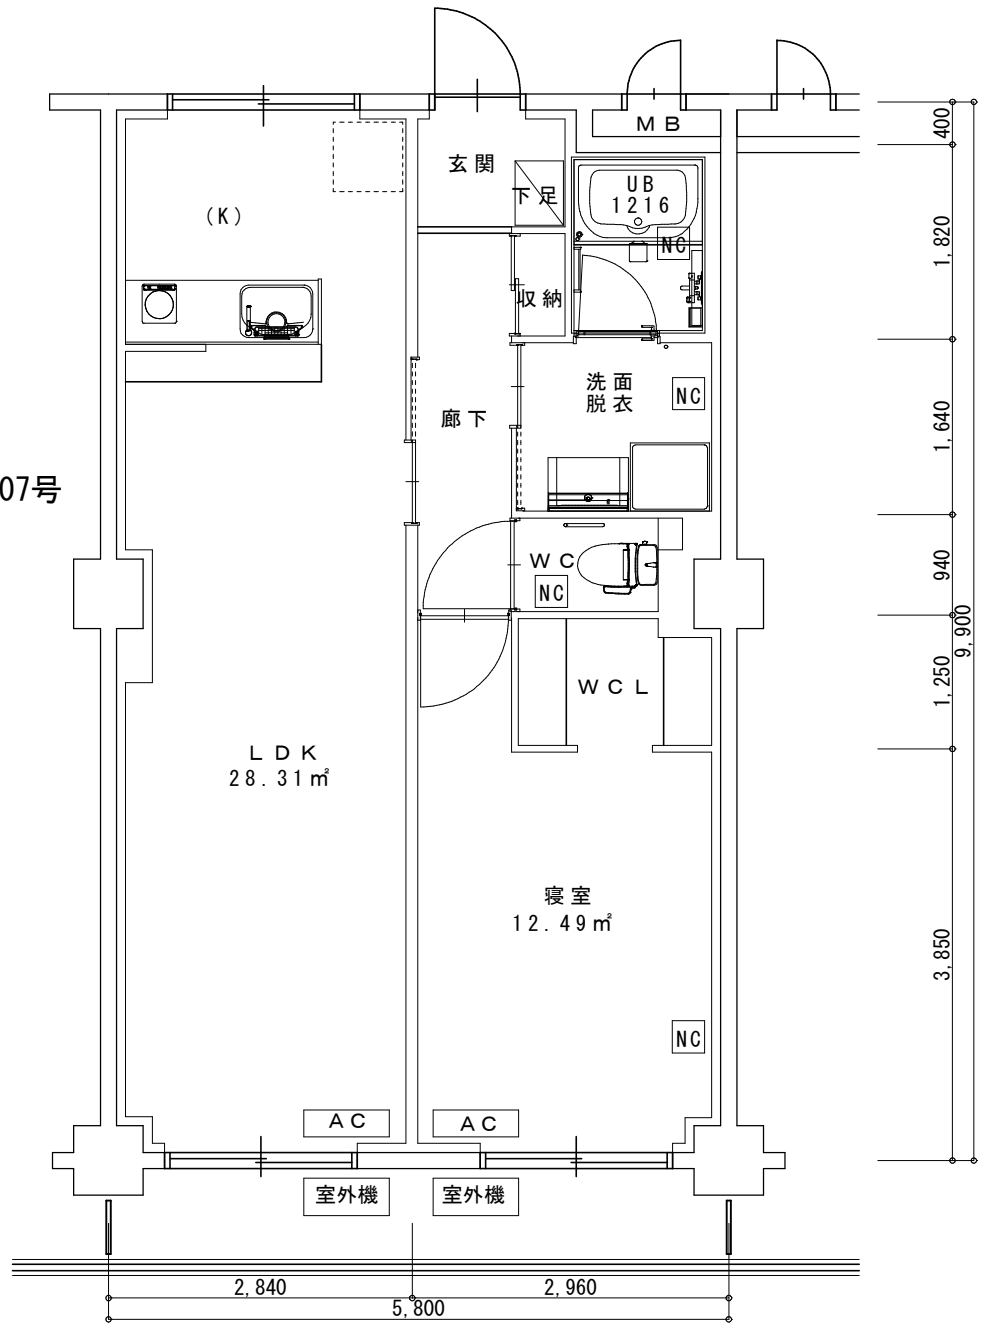 MB
400
玄関
下足
UB
1216
(K)
NC
1,820
収納
洗面
脱衣
NC
廊下
1,640
07号
WC
NC
940
9,900
WCL
1,250
LDK
28.31㎡
寝室
12.49㎡
3,850
NC
AC
AC
室外機
室外機
2,840
2,960
5,800